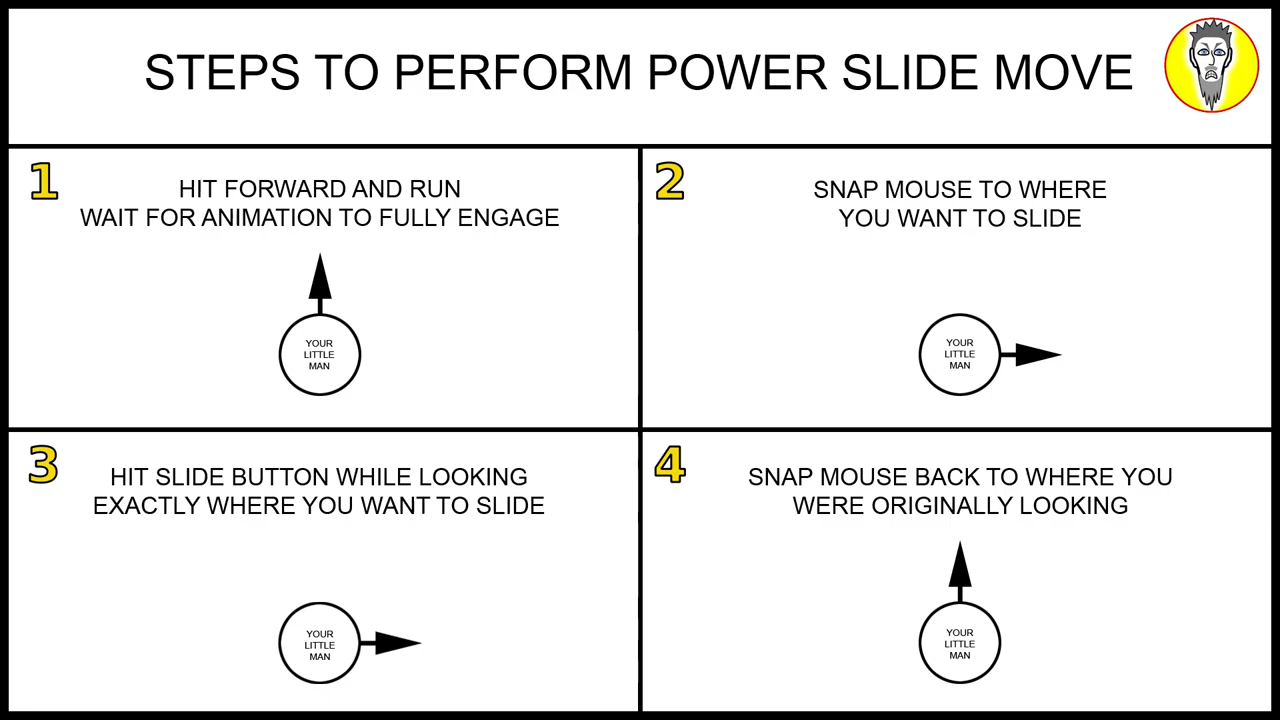 STEPS TO PERFORM POWER SLIDE MOVE
1
HIT FORWARD AND RUN
WAIT FOR ANIMATION TO FULLY ENGAGE
YOUR
LITTLE
MAN
2
SNAP MOUSE TO WHERE
YOU WANT TO SLIDE
YOUR
LITTLE
MAN
3
HIT SLIDE BUTTON WHILE LOOKING
EXACTLY WHERE YOU WANT TO SLIDE
YOUR
LITTLE
MAN
4
SNAP MOUSE BACK TO WHERE YOU
WERE ORIGINALLY LOOKING
YOUR
LITTLE
MAN